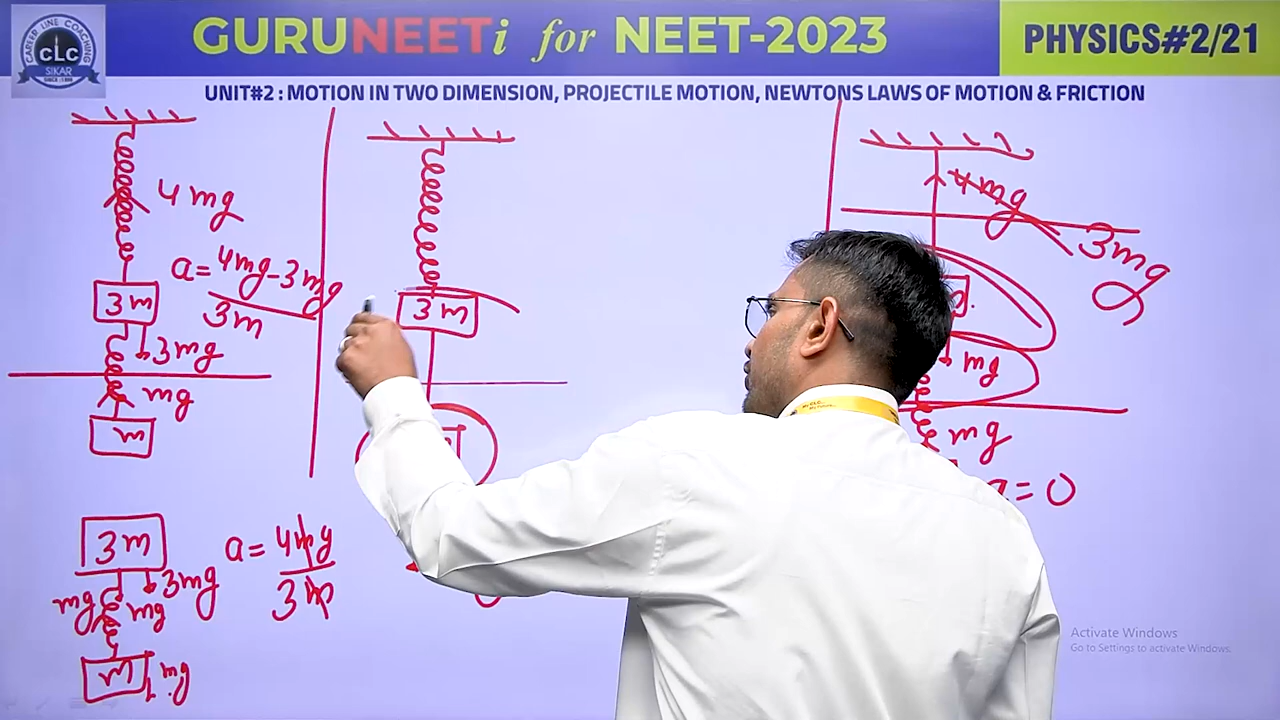 GURUNEETi for NEET-2023
PHYSICS#2/21
CAREER LINE COACHING
CLC
SIKAR
SINCE:1996
UNIT#2 : MOTION IN TWO DIMENSION, PROJECTILE MOTION, NEWTONS LAWS OF MOTION & FRICTION
4mg
a= 4mg-3mg
3m
3m
3mg
mg
m
3m
4mg
3mg
mg
mg
a=0
3m
a= 4mg
3m
3mg
mg
mg
m
mg
Activate Windows
Go to Settings to activate Windows.